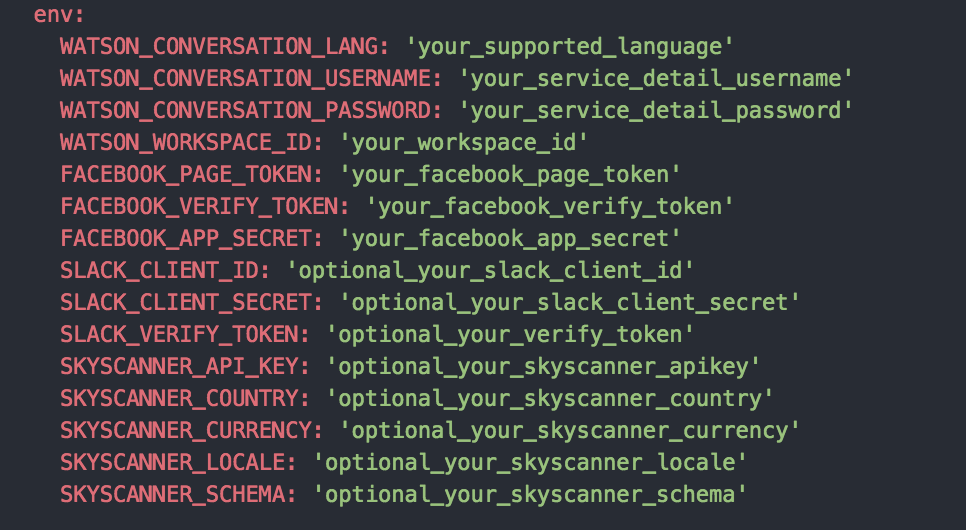 env:
WATSON_CONVERSATION_LANG: 'your_supported_language'
WATSON_CONVERSATION_USERNAME: 'your_service_detail_username'
WATSON_CONVERSATION_PASSWORD: 'your_service_detail_password'
WATSON_WORKSPACE_ID: 'your_workspace_id'
FACEBOOK_PAGE_TOKEN: 'your_facebook_page_token'
FACEBOOK_VERIFY_TOKEN: 'your_facebook_verify_token'
FACEBOOK_APP_SECRET: 'your_facebook_app_secret'
SLACK_CLIENT_ID: 'optional_your_slack_client_id'
SLACK_CLIENT_SECRET: 'optional_your_slack_client_secret'
SLACK_VERIFY_TOKEN: 'optional_your_verify_token'
SKYSCANNER_API_KEY: 'optional_your_skyscanner_apikey'
SKYSCANNER_COUNTRY: 'optional_your_skyscanner_country'
SKYSCANNER_CURRENCY: 'optional_your_skyscanner_currency'
SKYSCANNER_LOCALE: 'optional_your_skyscanner_locale'
SKYSCANNER_SCHEMA: 'optional_your_skyscanner_schema'